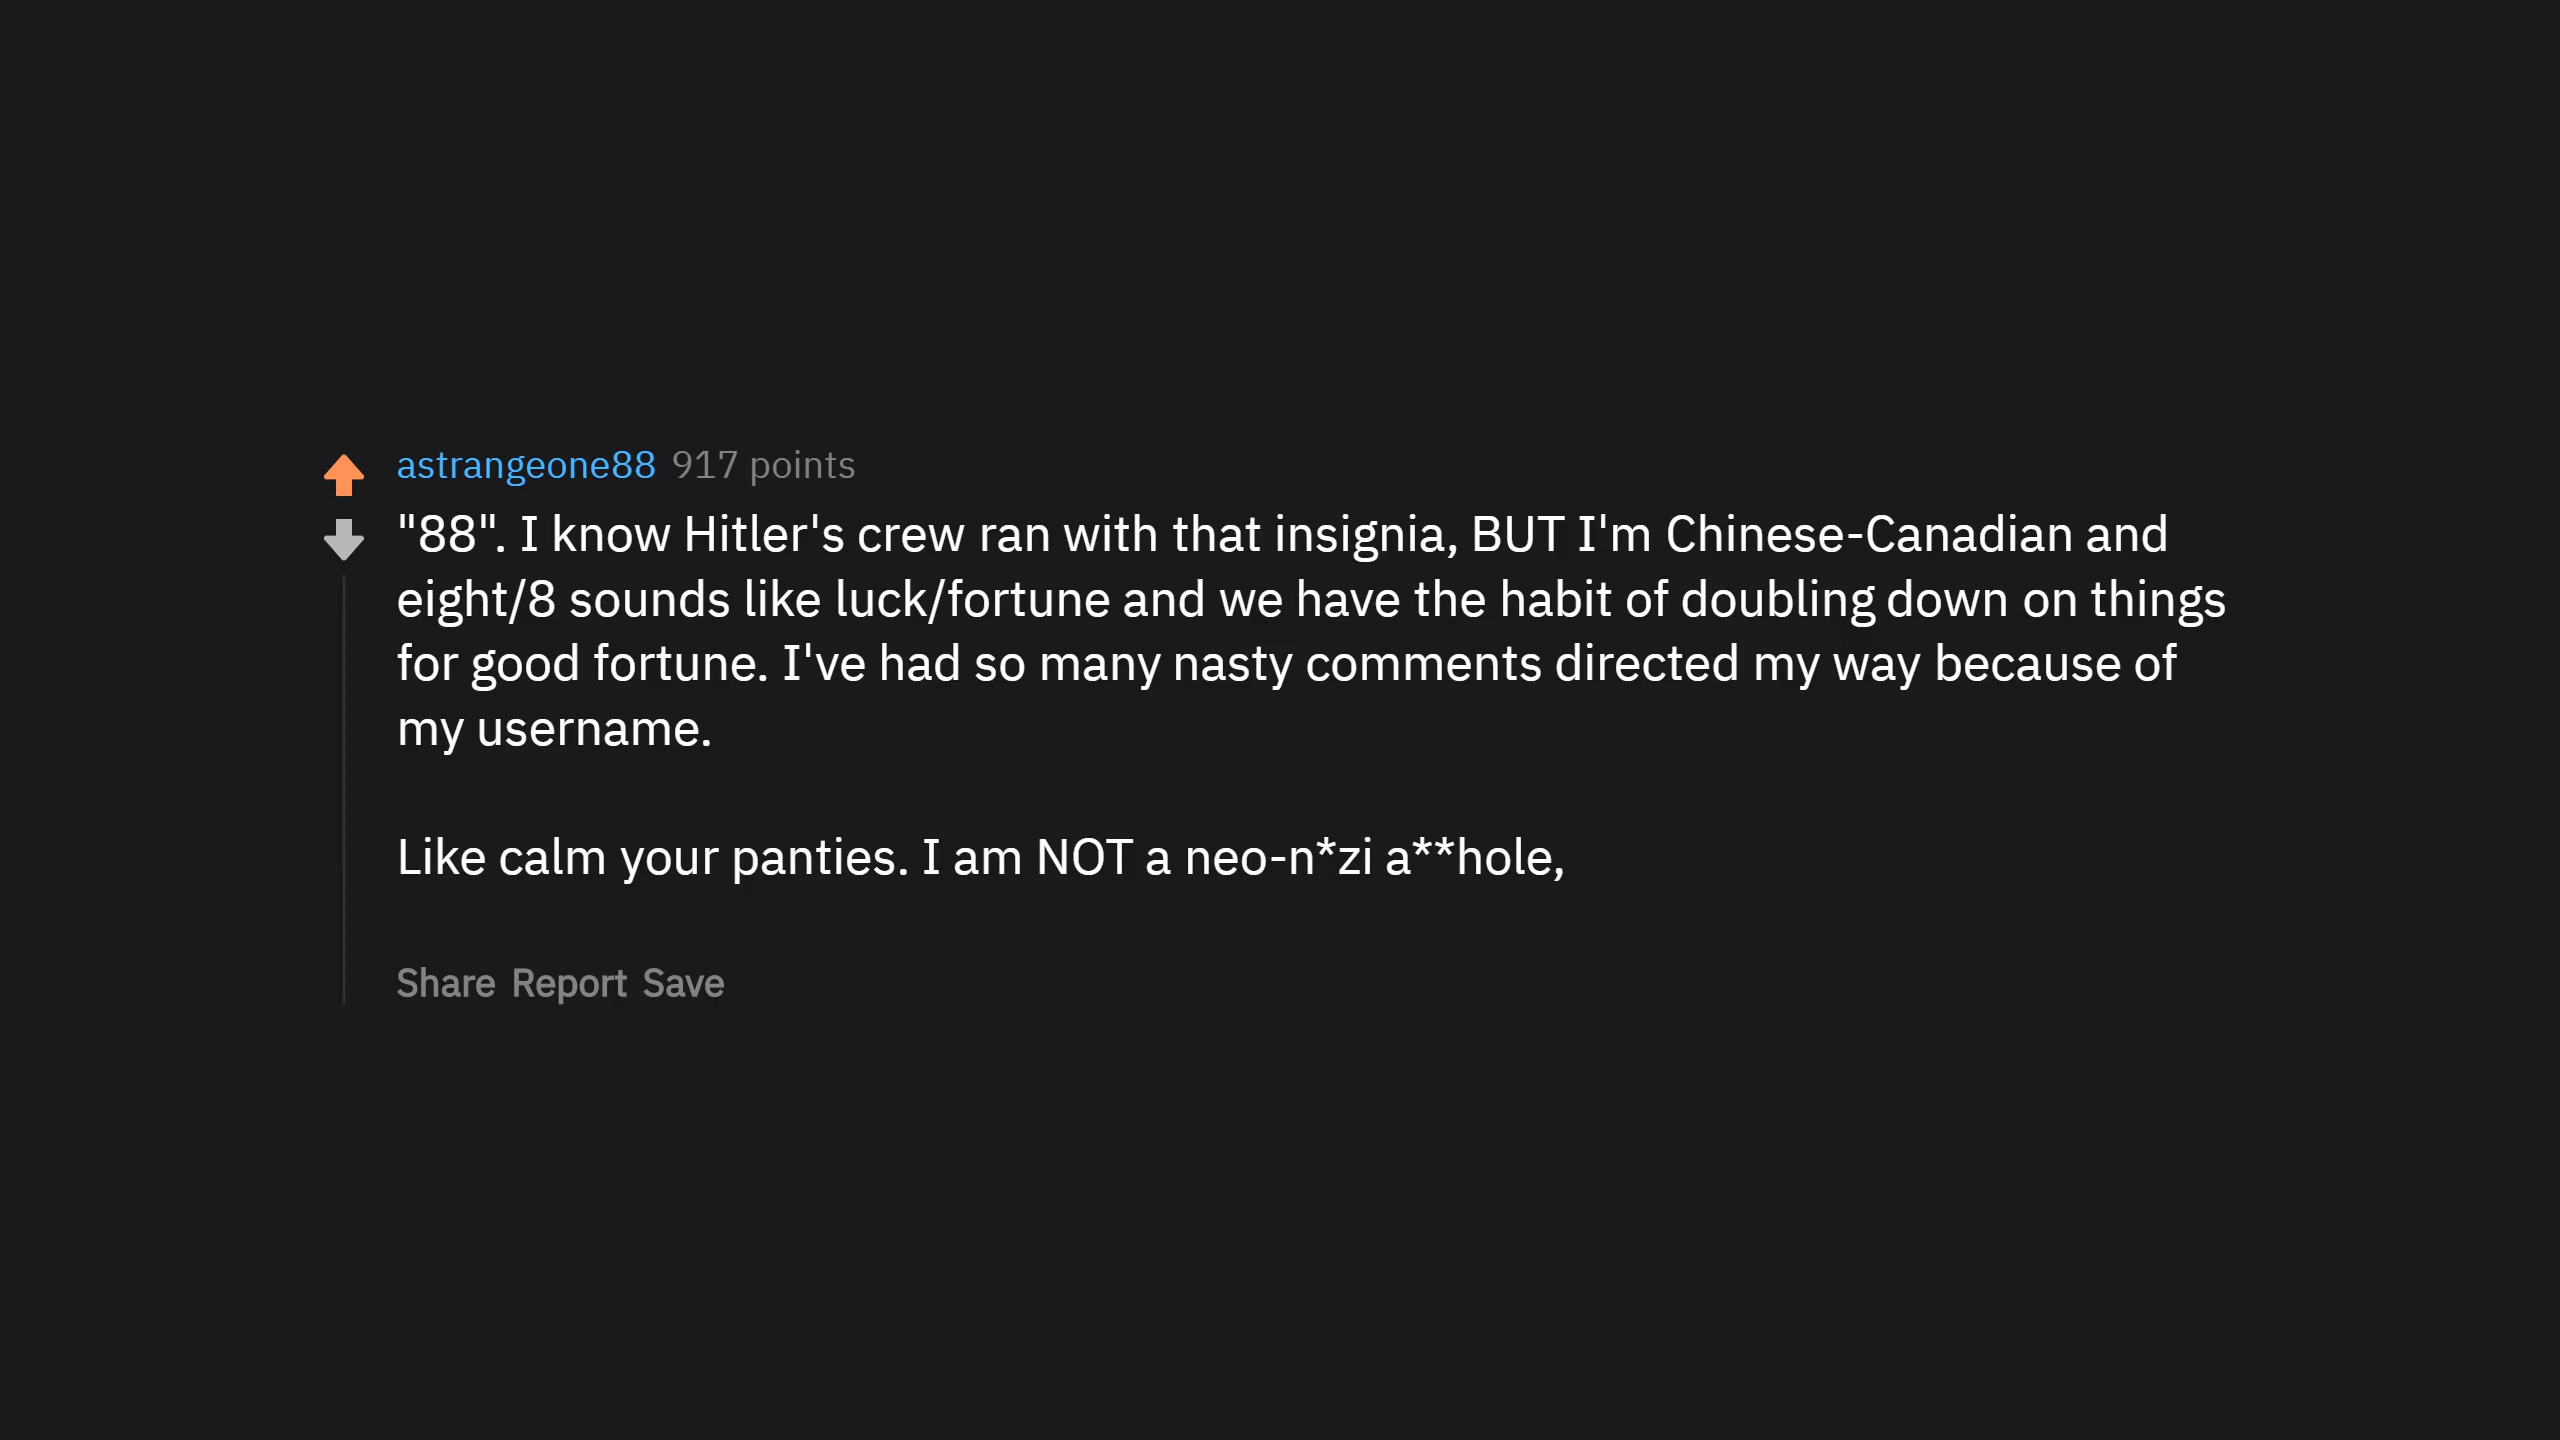 astrangeone88 917 points
"88". I know Hitler's crew ran with that insignia, BUT I'm Chinese-Canadian and
eight/8 sounds like luck/fortune and we have the habit of doubling down on things
for good fortune. I've had so many nasty comments directed my way because of
my username.
Like calm your panties. I am NOT a neo-n*zi a**hole,
Share Report Save